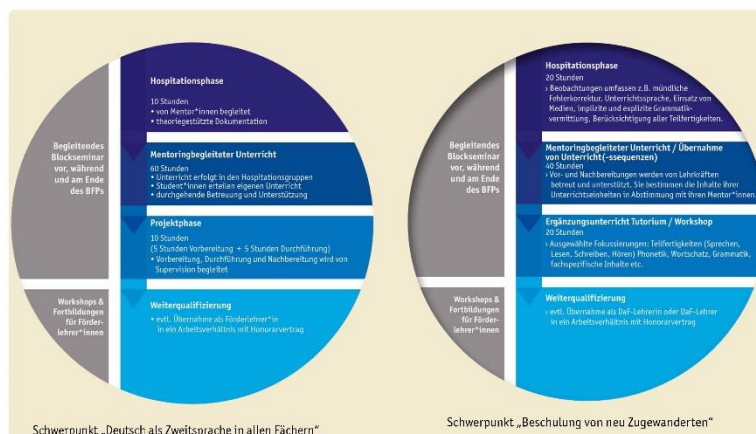 Begleitendes
Blockseminar
vor, während
und am Ende
des BFPs
Workshops &
Fortbildungen
für Förder-
lehrer*innen
Hospitationsphase
10 Stunden
• von Mentor*innen begleitet
• theoriegestützte Dokumentation
Mentoringbegleiteter Unterricht
60 Stunden
• Unterricht erfolgt in den Hospitationsgruppen
• Student*innen erteilen eigenen Unterricht
• durchgehende Betreuung und Unterstützung
Projektphase
10 Stunden
(5 Stunden Vorbereitung + 5 Stunden Durchführung)
• Vorbereitung, Durchführung und Nachbereitung wird von
Supervision begleitet
Weiterqualifizierung
• evtl. Übernahme als Förderlehrer*in
in ein Arbeitsverhältnis mit Honorarvertrag
Schwerpunkt „Deutsch als Zweitsprache in allen Fächern“
Begleitendes
Blockseminar
vor, während
und am Ende
des BFPs
Workshops &
Fortbildungen
für Förder-
lehrer*innen
Hospitationsphase
20 Stunden
› Beobachtungen umfassen z.B. mündliche
Fehlerkorrektur, Unterrichtssprache, Einsatz von
Medien, implizite und explizite Grammatik-
vermittlung, Berücksichtigung aller Teilfertigkeiten.
Mentoringbegleiteter Unterricht / Übernahme
von Unterricht(-ssequenzen)
40 Stunden
› Vor- und Nachbereitungen werden von Lehrkräften
betreut und unterstützt. Sie bestimmen die Inhalte ihrer
Unterrichtseinheiten in Abstimmung mit ihren Mentor*innen.
Ergänzungsunterricht Tutorium / Workshop
20 Stunden
› Ausgewählte Fokussierungen: Teilfertigkeiten (Sprechen,
Lesen, Schreiben, Hören) Phonetik, Wortschatz, Grammatik,
fachspezifische Inhalte etc.
Weiterqualifizierung
› evtl. Übernahme als DaF-Lehrerin oder DaF-Lehrer
in ein Arbeitsverhältnis mit Honorarvertrag
Schwerpunkt „Beschulung von neu Zugewanderten“